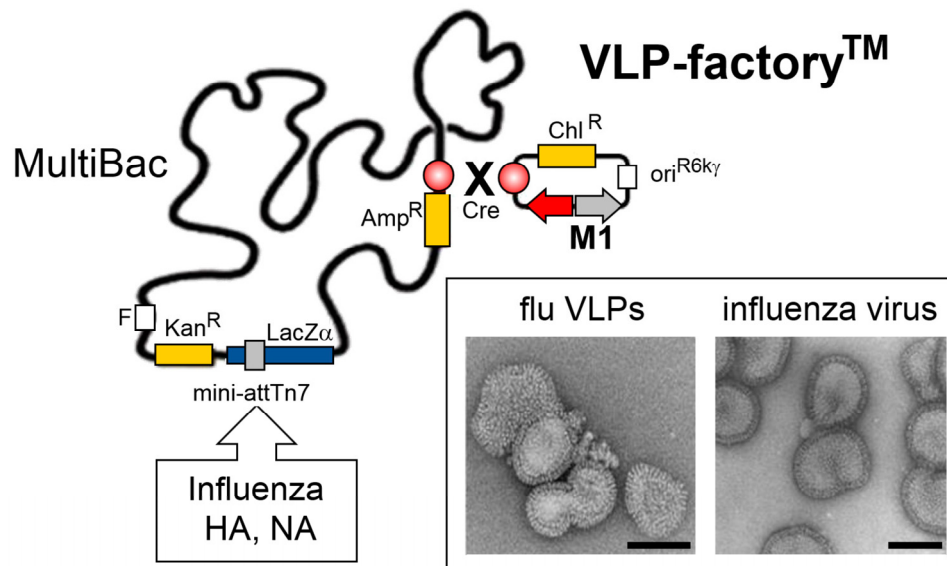 VLP-factory™
MultiBac
Chl R
ori R6kγ
Amp R
X
Cre
M1
F
Kan R
LacZα
mini-attTn7
Influenza
HA, NA
flu VLPs
influenza virus